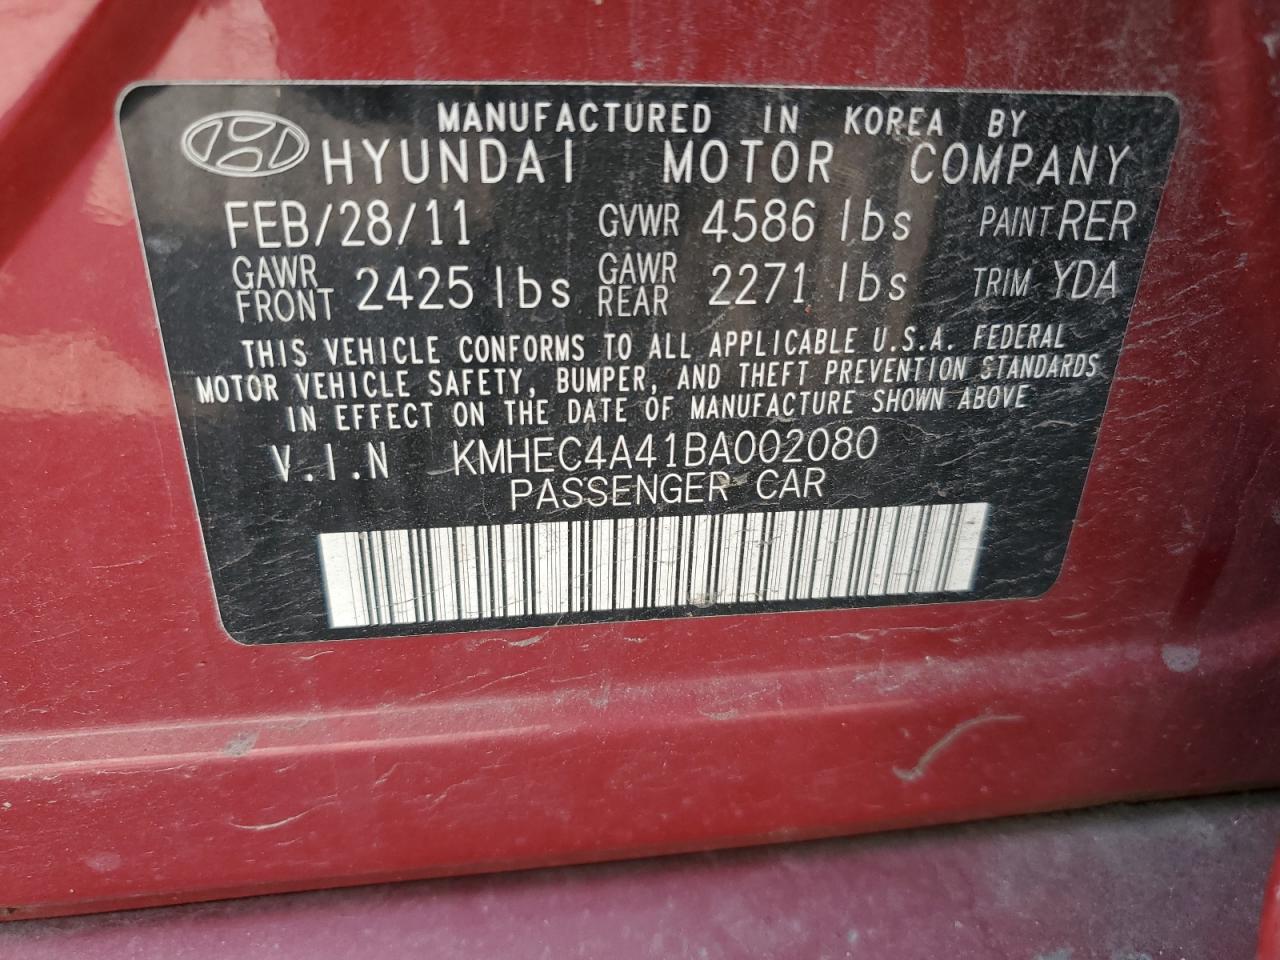 MANUFACTURED IN KOREA BY
HYUNDAI MOTOR COMPANY
FEB/28/11 GVWR 4586 lbs PAINT RER
GAWR FRONT 2425 lbs GAWR REAR 2271 lbs TRIM YDA
THIS VEHICLE CONFORMS TO ALL APPLICABLE U.S.A. FEDERAL
MOTOR VEHICLE SAFETY, BUMPER, AND THEFT PREVENTION STANDARDS
IN EFFECT ON THE DATE OF MANUFACTURE SHOWN ABOVE
V.I.N KMHEC4A41BA002080
PASSENGER CAR